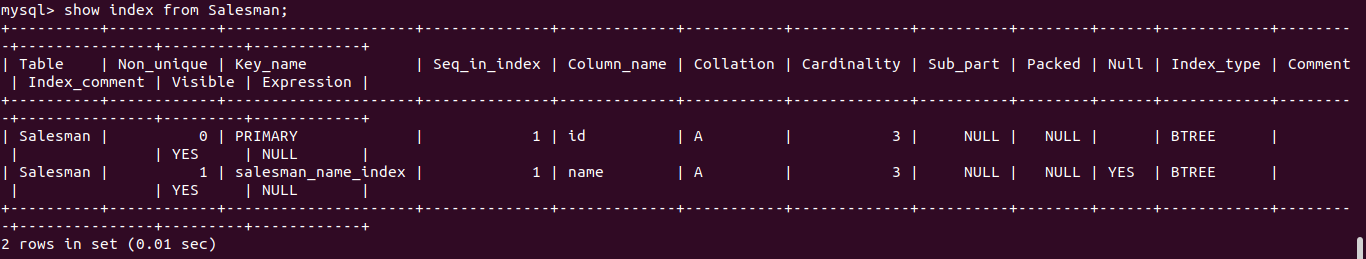 mysql> show index from Salesman;
+----------+------------+---------------------+--------------+-------------+-----------+-------------+----------+--------+------+------------+--------
-+---------------+---------+------------+
| Table    | Non_unique | Key_name            | Seq_in_index | Column_name | Collation | Cardinality | Sub_part | Packed | Null | Index_type | Comment
 | Index_comment | Visible | Expression |
+----------+------------+---------------------+--------------+-------------+-----------+-------------+----------+--------+------+------------+--------
-+---------------+---------+------------+
| Salesman |          0 | PRIMARY             |            1 | id          | A         |           3 |     NULL |   NULL |      | BTREE      |
 |               | YES     | NULL       |
| Salesman |          1 | salesman_name_index |            1 | name        | A         |           3 |     NULL |   NULL | YES  | BTREE      |
 |               | YES     | NULL       |
+----------+------------+---------------------+--------------+-------------+-----------+-------------+----------+--------+------+------------+--------
-+---------------+---------+------------+
2 rows in set (0.01 sec)